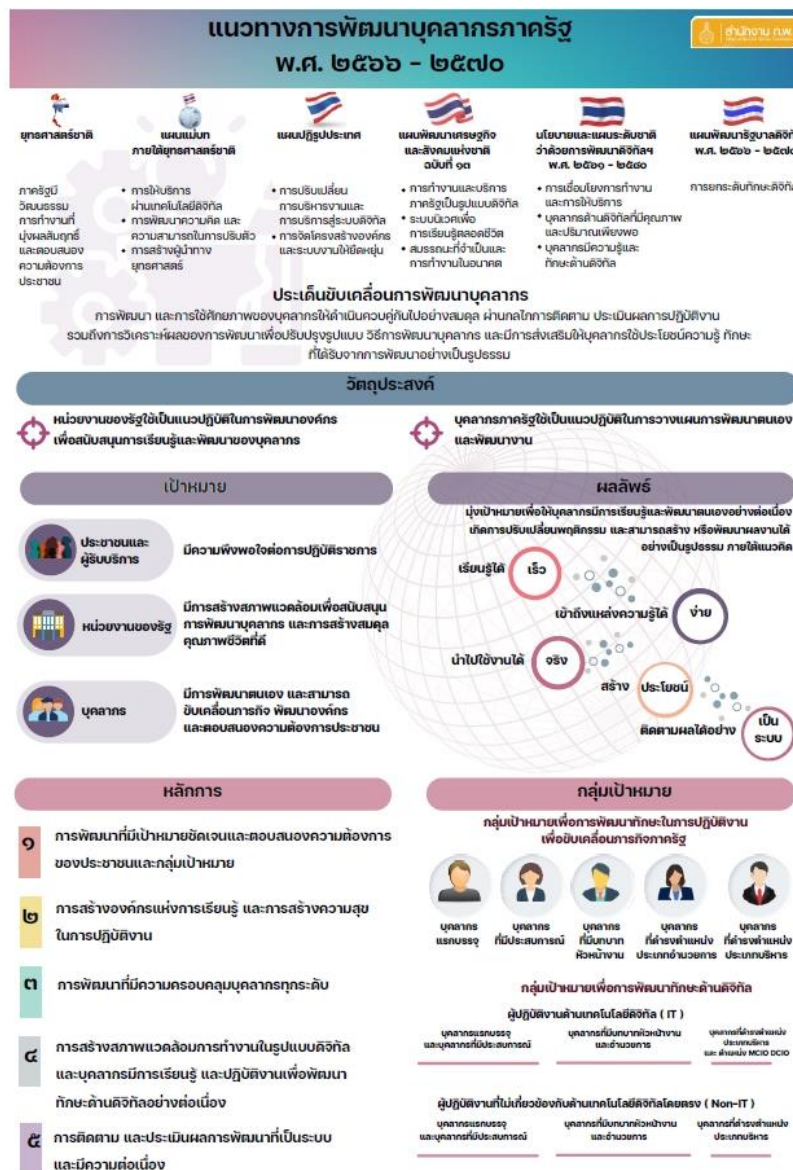 แนวทางการพัฒนาบุคลากรภาครัฐ
พ.ศ. ๒๕๖๖ - ๒๕๗๐
สำนักงาน ก.พ.
ยุทธศาสตร์ชาติ
ภาครัฐมี
วัฒนธรรม
การทำงานที่
มุ่งผลสัมฤทธิ์
และตอบสนอง
ความต้องการ
ประชาชน
แผนแม่บท
ภายใต้ยุทธศาสตร์ชาติ
• การให้บริการ
ผ่านเทคโนโลยีดิจิทัล
• การพัฒนาความคิด และ
ความสามารถในการปรับตัว
• การสร้างผู้นำทาง
ยุทธศาสตร์
แผนปฏิรูปประเทศ
• การปรับเปลี่ยน
การบริหารงานและ
การบริการสู่ระบบดิจิทัล
• การจัดโครงสร้างองค์กร
และระบบงานให้ยืดหยุ่น
แผนพัฒนาเศรษฐกิจ
และสังคมแห่งชาติ
ฉบับที่ ๑๓
• การทำงานและบริการ
ภาครัฐเป็นรูปแบบดิจิทัล
• ระบบนิเวศเพื่อ
การเรียนรู้ตลอดชีวิต
• สมรรถนะที่จำเป็นและ
การทำงานในอนาคต
นโยบายและแผนระดับชาติ
ว่าด้วยการพัฒนาดิจิทัลฯ
พ.ศ. ๒๕๖๑ - ๒๕๘๐
• การเชื่อมโยงการทำงาน
และการให้บริการ
• บุคลากรด้านดิจิทัลที่มีคุณภาพ
และปริมาณเพียงพอ
• บุคลากรมีความรู้และ
ทักษะด้านดิจิทัล
แผนพัฒนารัฐบาลดิจิทั
พ.ศ. ๒๕๖๖ - ๒๕๗๐
การยกระดับทักษะดิจิทัล
ประเด็นขับเคลื่อนการพัฒนาบุคลากร
การพัฒนา และการใช้ศักยภาพของบุคลากรให้ดำเนินควบคู่กันไปอย่างสมดุล ผ่านกลไกการติดตาม ประเมินผลการปฏิบัติงาน
รวมถึงการวิเคราะห์ผลของการพัฒนาเพื่อปรับปรุงรูปแบบ วิธีการพัฒนาบุคลากร และมีการส่งเสริมให้บุคลากรใช้ประโยชน์ความรู้ ทักษะ
ที่ได้รับจากการพัฒนาอย่างเป็นรูปธรรม
วัตถุประสงค์
หน่วยงานของรัฐใช้เป็นแนวปฏิบัติในการพัฒนาองค์กร
เพื่อสนับสนุนการเรียนรู้และพัฒนาของบุคลากร
บุคลากรภาครัฐใช้เป็นแนวปฏิบัติในการวางแผนการพัฒนาตนเอง
และพัฒนางาน
เป้าหมาย
ประชาชนและ
ผู้รับบริการ
มีความพึงพอใจต่อการปฏิบัติราชการ
หน่วยงานของรัฐ
มีการสร้างสภาพแวดล้อมเพื่อสนับสนุน
การพัฒนาบุคลากร และการสร้างสมดุล
คุณภาพชีวิตที่ดี
บุคลากร
มีการพัฒนาตนเอง และสามารถ
ขับเคลื่อนภารกิจ พัฒนาองค์กร
และตอบสนองความต้องการประชาชน
ผลลัพธ์
มุ่งเป้าหมายเพื่อให้บุคลากรมีการเรียนรู้และพัฒนาตนเองอย่างต่อเนื่อง
เกิดการปรับเปลี่ยนพฤติกรรม และสามารถสร้าง หรือพัฒนาผลงานได้
อย่างเป็นรูปธรรม ภายใต้แนวคิด
เรียนรู้ได้ เร็ว
เข้าถึงแหล่งความรู้ได้ ง่าย
นำไปใช้งานได้ จริง
สร้าง ประโยชน์
ติดตามผลได้อย่าง เป็น
ระบบ
หลักการ
๑ การพัฒนาที่มีเป้าหมายชัดเจนและตอบสนองความต้องการ
ของประชาชนและกลุ่มเป้าหมาย
๒ การสร้างองค์กรแห่งการเรียนรู้ และการสร้างความสุข
ในการปฏิบัติงาน
๓ การพัฒนาที่มีความครอบคลุมบุคลากรทุกระดับ
๔ การสร้างสภาพแวดล้อมการทำงานในรูปแบบดิจิทัล
และบุคลากรมีการเรียนรู้ และปฏิบัติงานเพื่อพัฒนา
ทักษะด้านดิจิทัลอย่างต่อเนื่อง
๕ การติดตาม และประเมินผลการพัฒนาที่เป็นระบบ
และมีความต่อเนื่อง
กลุ่มเป้าหมาย
กลุ่มเป้าหมายเพื่อการพัฒนาทักษะในการปฏิบัติงาน
เพื่อขับเคลื่อนภารกิจภาครัฐ
บุคลากร
แรกบรรจุ
บุคลากร
ที่มีประสบการณ์
บุคลากร
ที่มีบทบาท
หัวหน้างาน
บุคลากร
ที่ดำรงตำแหน่ง
ประเภทอำนวยการ
บุคลากร
ที่ดำรงตำแหน่ง
ประเภทบริหาร
กลุ่มเป้าหมายเพื่อการพัฒนาทักษะด้านดิจิทัล
ผู้ปฏิบัติงานด้านเทคโนโลยีดิจิทัล ( IT )
บุคลากรแรกบรรจุ
และบุคลากรที่มีประสบการณ์
บุคลากรที่มีบทบาทหัวหน้างาน
และอำนวยการ
บุคลากรที่ดำรงตำแหน่ง
ประเภทบริหาร
และ ตำแหน่ง MCIO DCIO
ผู้ปฏิบัติงานที่ไม่เกี่ยวข้องกับด้านเทคโนโลยีดิจิทัลโดยตรง ( Non-IT )
บุคลากรแรกบรรจุ
และบุคลากรที่มีประสบการณ์
บุคลากรที่มีบทบาทหัวหน้างาน
และอำนวยการ
บุคลากรที่ดำรงตำแหน่ง
ประเภทบริหาร